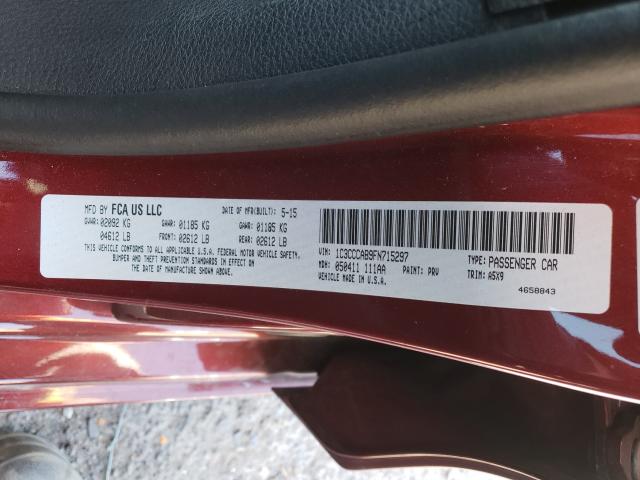 MFD BY FCA US LLC DATE OF MFR(BUILT): 5-15
GVWR: 02092 KG GAWR: 01185 KG GAWR: 01185 KG
04612 LB FRONT: 02612 LB REAR: 02612 LB
THIS VEHICLE CONFORMS TO ALL APPLICABLE U.S.A. FEDERAL MOTOR VEHICLE SAFETY,
BUMPER AND THEFT PREVENTION STANDARDS IN EFFECT ON
THE DATE OF MANUFACTURE SHOWN ABOVE.
VIN: 1C3CCCAB9FN715297 TYPE: PASSENGER CAR
MDH: 050411 111AA PAINT: PRV TRIM: A5X9
VEHICLE MADE IN U.S.A.
4658843